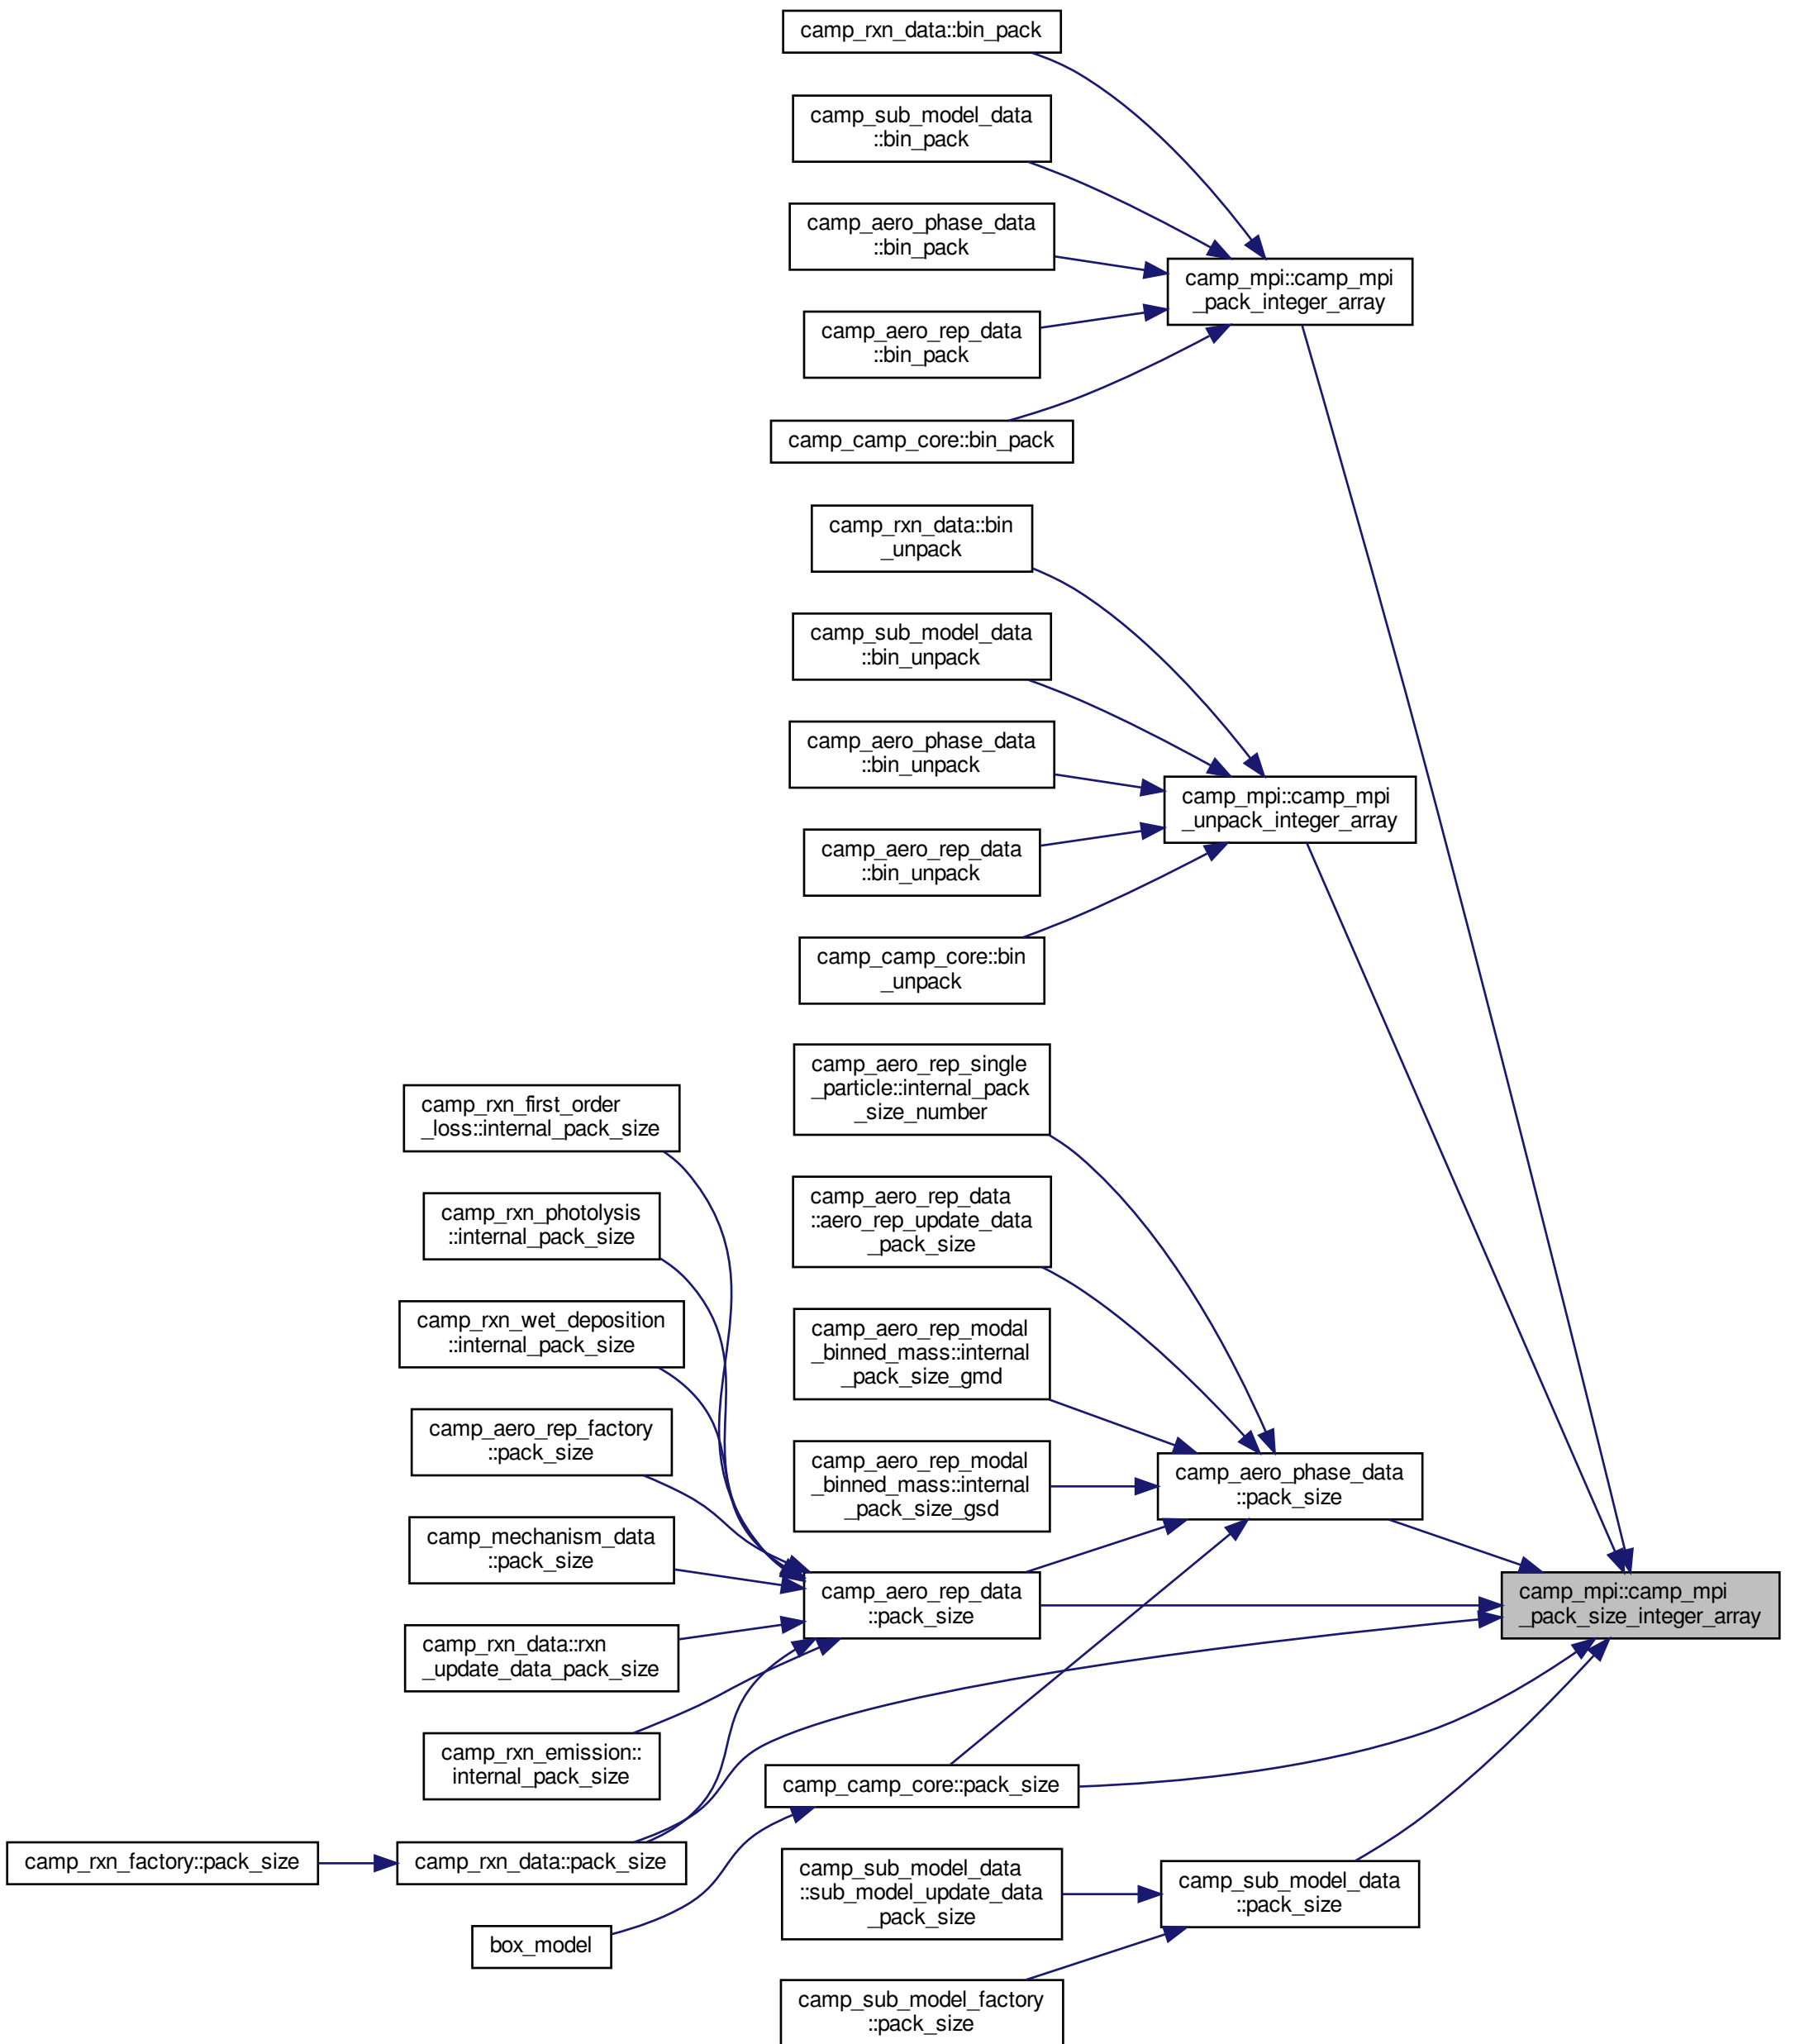 camp_rxn_data::bin_pack
camp_sub_model_data
::bin_pack
camp_aero_phase_data
::bin_pack
camp_aero_rep_data
::bin_pack
camp_camp_core::bin_pack
camp_mpi::camp_mpi
_pack_integer_array
camp_rxn_data::bin
_unpack
camp_sub_model_data
::bin_unpack
camp_aero_phase_data
::bin_unpack
camp_aero_rep_data
::bin_unpack
camp_camp_core::bin
_unpack
camp_mpi::camp_mpi
_unpack_integer_array
camp_aero_rep_single
_particle::internal_pack
_size_number
camp_aero_rep_data
::aero_rep_update_data
_pack_size
camp_aero_rep_modal
_binned_mass::internal
_pack_size_gmd
camp_aero_rep_modal
_binned_mass::internal
_pack_size_gsd
camp_aero_phase_data
::pack_size
camp_rxn_first_order
_loss::internal_pack_size
camp_rxn_photolysis
::internal_pack_size
camp_rxn_wet_deposition
::internal_pack_size
camp_aero_rep_factory
::pack_size
camp_mechanism_data
::pack_size
camp_rxn_data::rxn
_update_data_pack_size
camp_rxn_emission::
internal_pack_size
camp_aero_rep_data
::pack_size
camp_mpi::camp_mpi
_pack_size_integer_array
camp_camp_core::pack_size
camp_rxn_factory::pack_size
camp_rxn_data::pack_size
box_model
camp_sub_model_data
::sub_model_update_data
_pack_size
camp_sub_model_data
::pack_size
camp_sub_model_factory
::pack_size